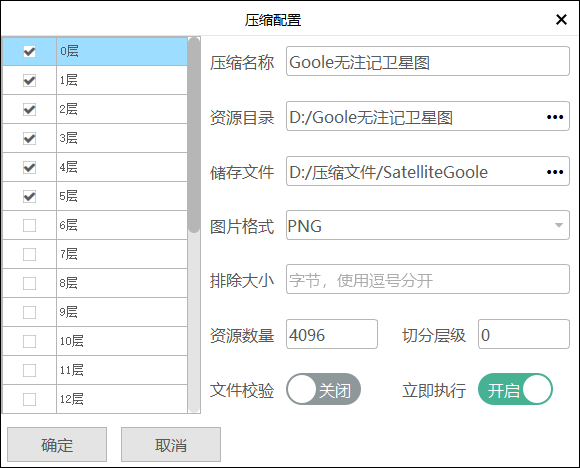 压缩配置
0层
1层
2层
3层
4层
5层
6层
7层
8层
9层
10层
11层
12层
压缩名称 Goole无注记卫星图
资源目录 D:/Goole无注记卫星图 •••
储存文件 D:/压缩文件/SatelliteGoole •••
图片格式 PNG
排除大小 字节，使用逗号分开
资源数量 4096 切分层级 0
文件校验 关闭 立即执行 开启
确定 取消